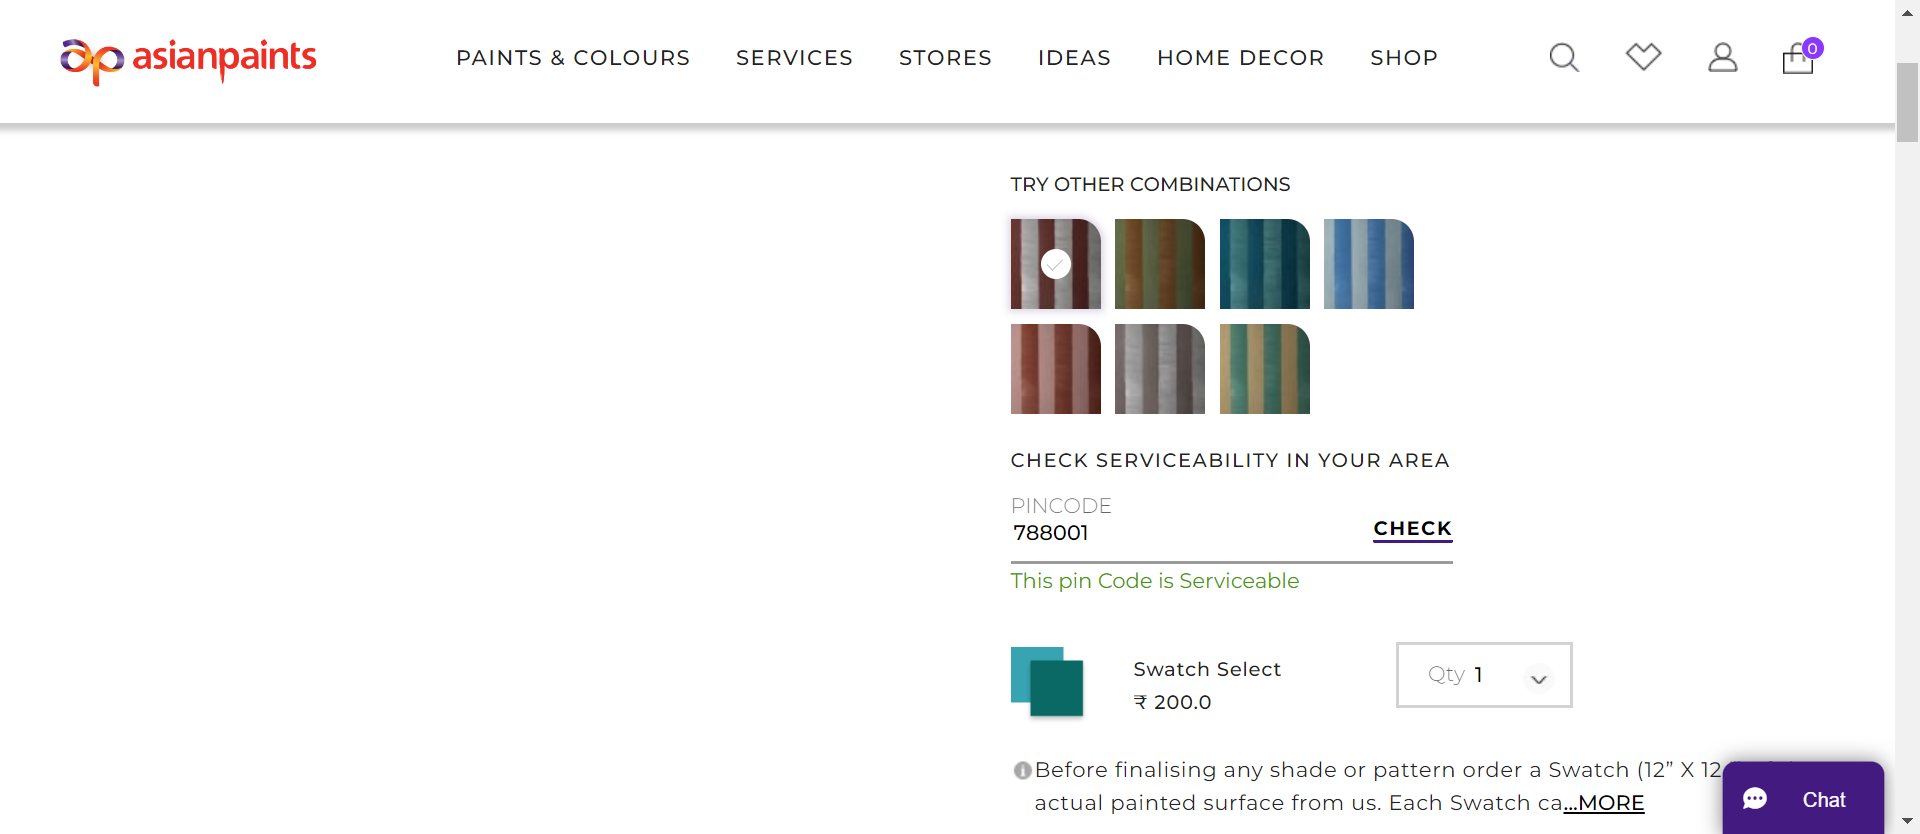 asianpaints
PAINTS & COLOURS SERVICES STORES IDEAS HOME DECOR SHOP
0
TRY OTHER COMBINATIONS
CHECK SERVICEABILITY IN YOUR AREA
PINCODE
788001 CHECK
This pin Code is Serviceable
Swatch Select
₹ 200.0
Qty 1
Before finalising any shade or pattern order a Swatch (12” X 12
actual painted surface from us. Each Swatch ca...MORE
Chat